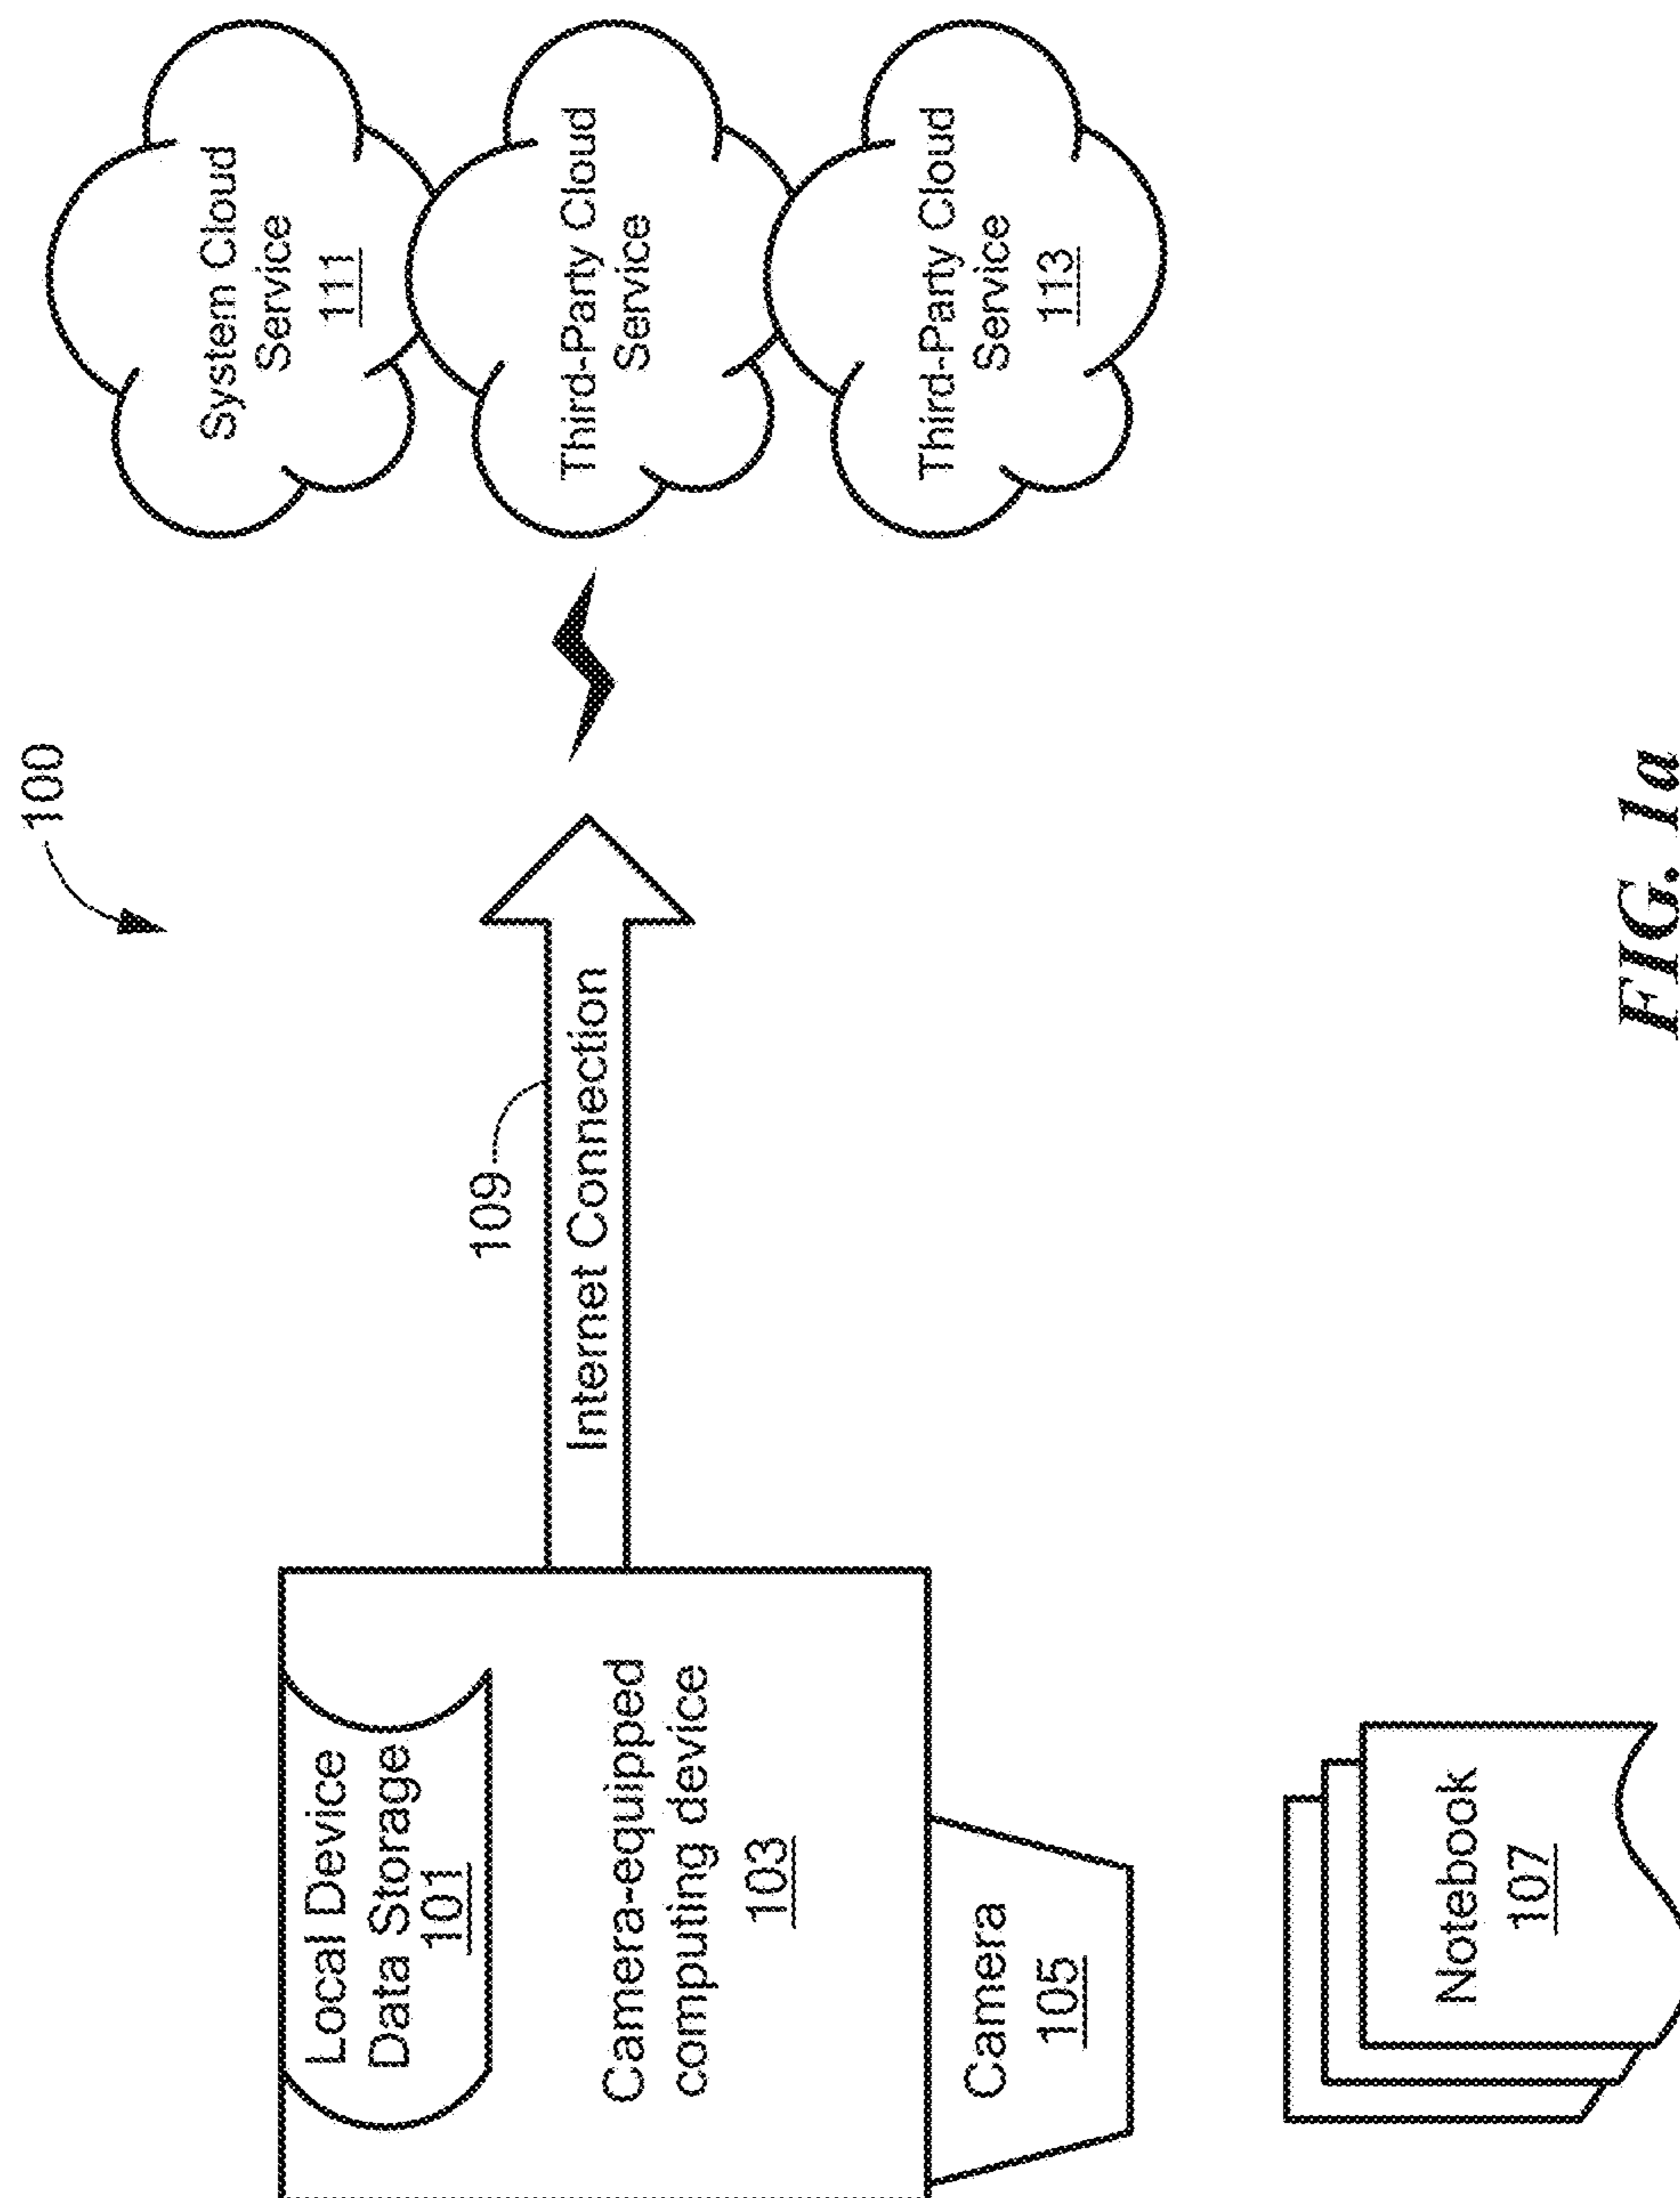 100
Local Device
Data Storage
101
Camera-equipped
computing device
103
Camera
105
Notebook
107
109
Internet Connection
System Cloud
Service
111
Third-Party Cloud
Service
Third-Party Cloud
Service
113
FIG. 1a